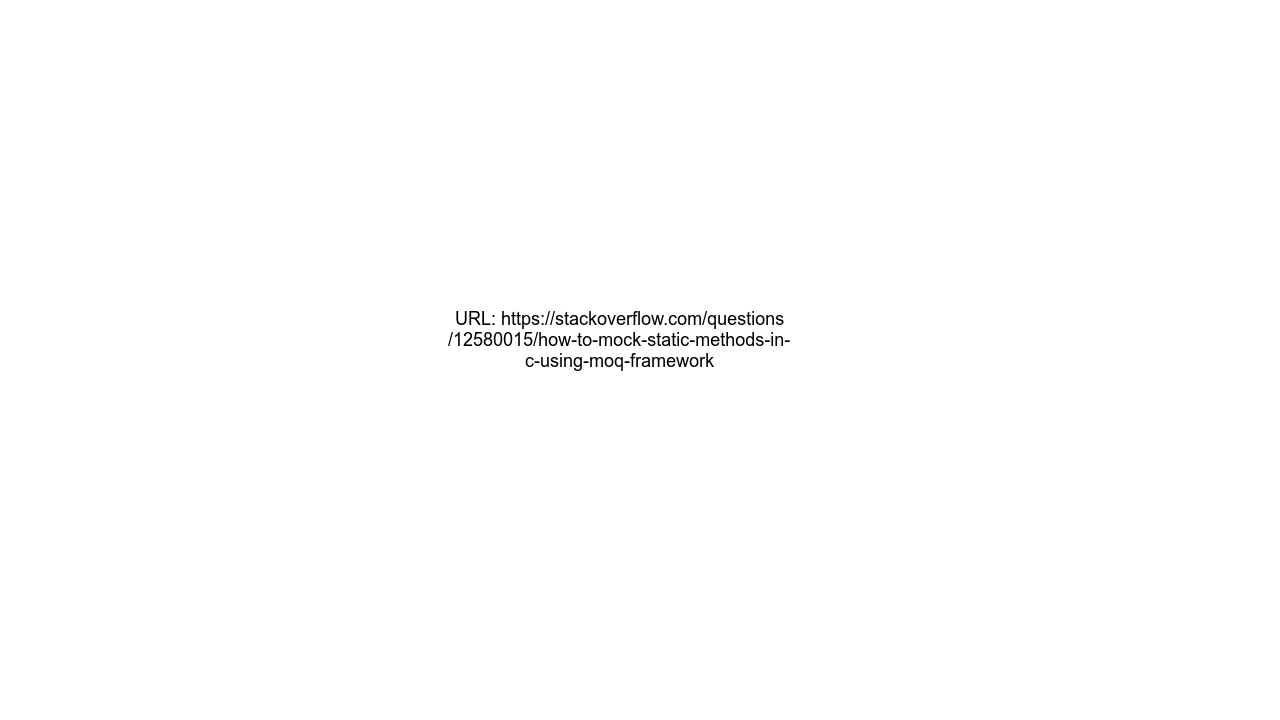 URL: https://stackoverflow.com/questions
/12580015/how-to-mock-static-methods-in-
c-using-moq-framework